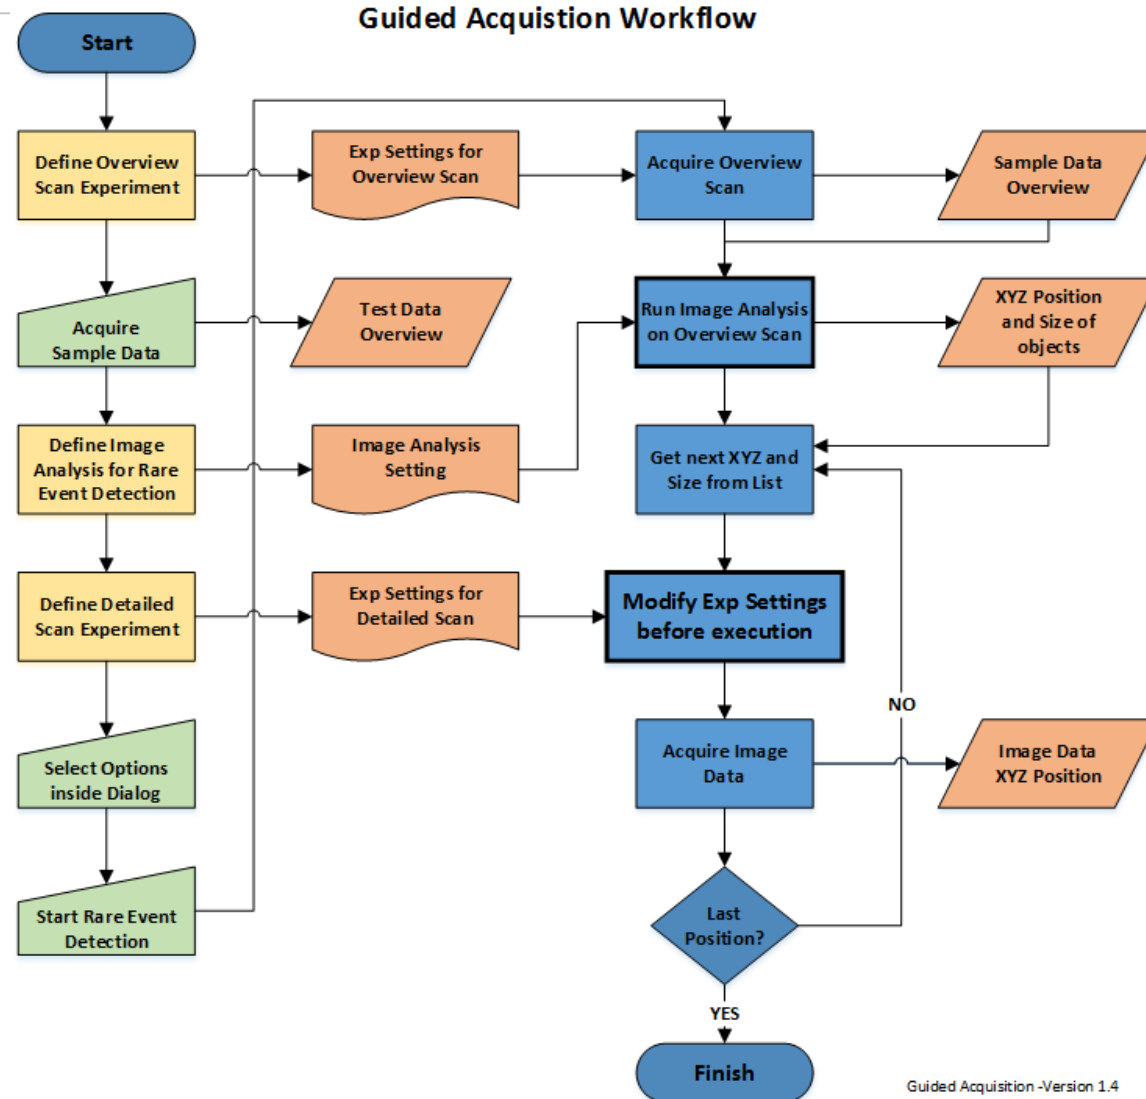 Guided Acquistion Workflow
Start
Define Overview
Scan Experiment
Exp Settings for
Overview Scan
Acquire Overview
Scan
Sample Data
Overview
Acquire
Sample Data
Test Data
Overview
Run Image Analysis
on Overview Scan
XYZ Position
and Size of
objects
Define Image
Analysis for Rare
Event Detection
Image Analysis
Setting
Get next XYZ and
Size from List
Define Detailed
Scan Experiment
Exp Settings for
Detailed Scan
Modify Exp Settings
before execution
NO
Select Options
inside Dialog
Acquire Image
Data
Image Data
XYZ Position
Start Rare Event
Detection
Last
Position?
YES
Finish
Guided Acquisition -Version 1.4